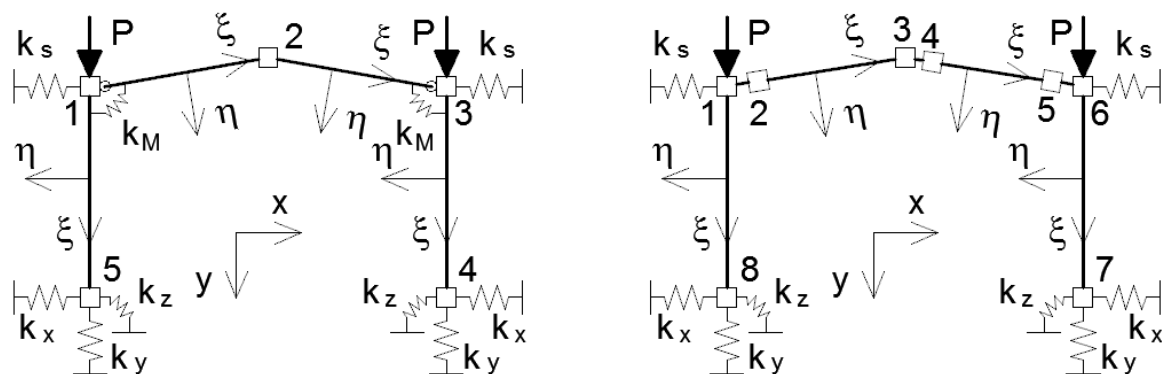 P ξ 2 ξ P
k s k s
1 η η 3
k M k M
η η
x
ξ y ξ
5 k z k z 4
k x k y k y k x
P ξ 3 4 ξ P
k s k s
1 2 η η 5 6
η η
x
ξ y ξ
8 k z k z 7
k x k y k y k x